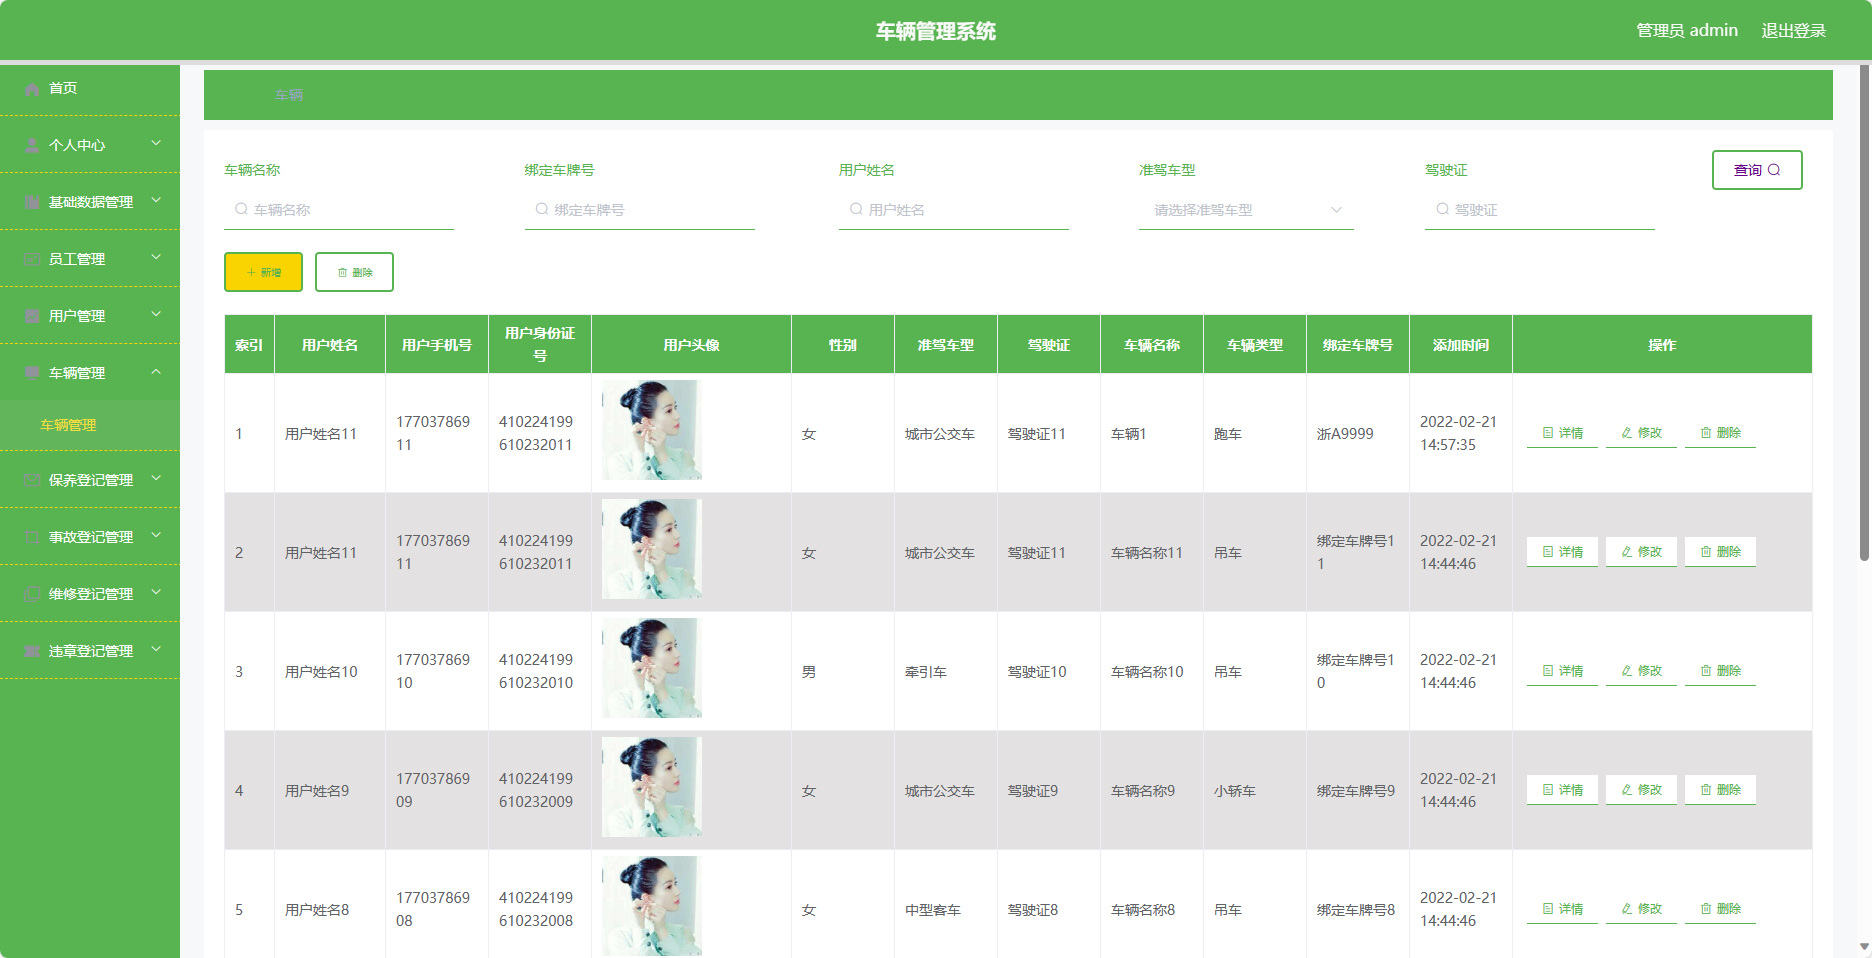 车辆管理系统
管理员 admin 退出登录
首页
个人中心
基础数据管理
员工管理
用户管理
车辆管理
车辆管理
保养登记管理
事故登记管理
维修登记管理
违章登记管理
车辆
车辆名称 绑定车牌号 用户姓名 准驾车型 驾驶证 查询
车辆名称 绑定车牌号 用户姓名 请选择准驾车型 驾驶证
新增 删除
索引 用户姓名 用户手机号 用户身份证号 用户头像 性别 准驾车型 驾驶证 车辆名称 车辆类型 绑定车牌号 添加时间 操作
1 用户姓名11 17703786911 410224199610232011 女 城市公交车 驾驶证11 车辆1 跑车 浙A9999 2022-02-21 14:57:35 详情 修改 删除
2 用户姓名11 17703786911 410224199610232011 女 城市公交车 驾驶证11 车辆名称11 吊车 绑定车牌号11 2022-02-21 14:44:46 详情 修改 删除
3 用户姓名10 17703786910 410224199610232010 男 牵引车 驾驶证10 车辆名称10 吊车 绑定车牌号10 2022-02-21 14:44:46 详情 修改 删除
4 用户姓名9 17703786909 410224199610232009 女 城市公交车 驾驶证9 车辆名称9 小轿车 绑定车牌号9 2022-02-21 14:44:46 详情 修改 删除
5 用户姓名8 17703786908 410224199610232008 女 中型客车 驾驶证8 车辆名称8 吊车 绑定车牌号8 2022-02-21 14:44:46 详情 修改 删除